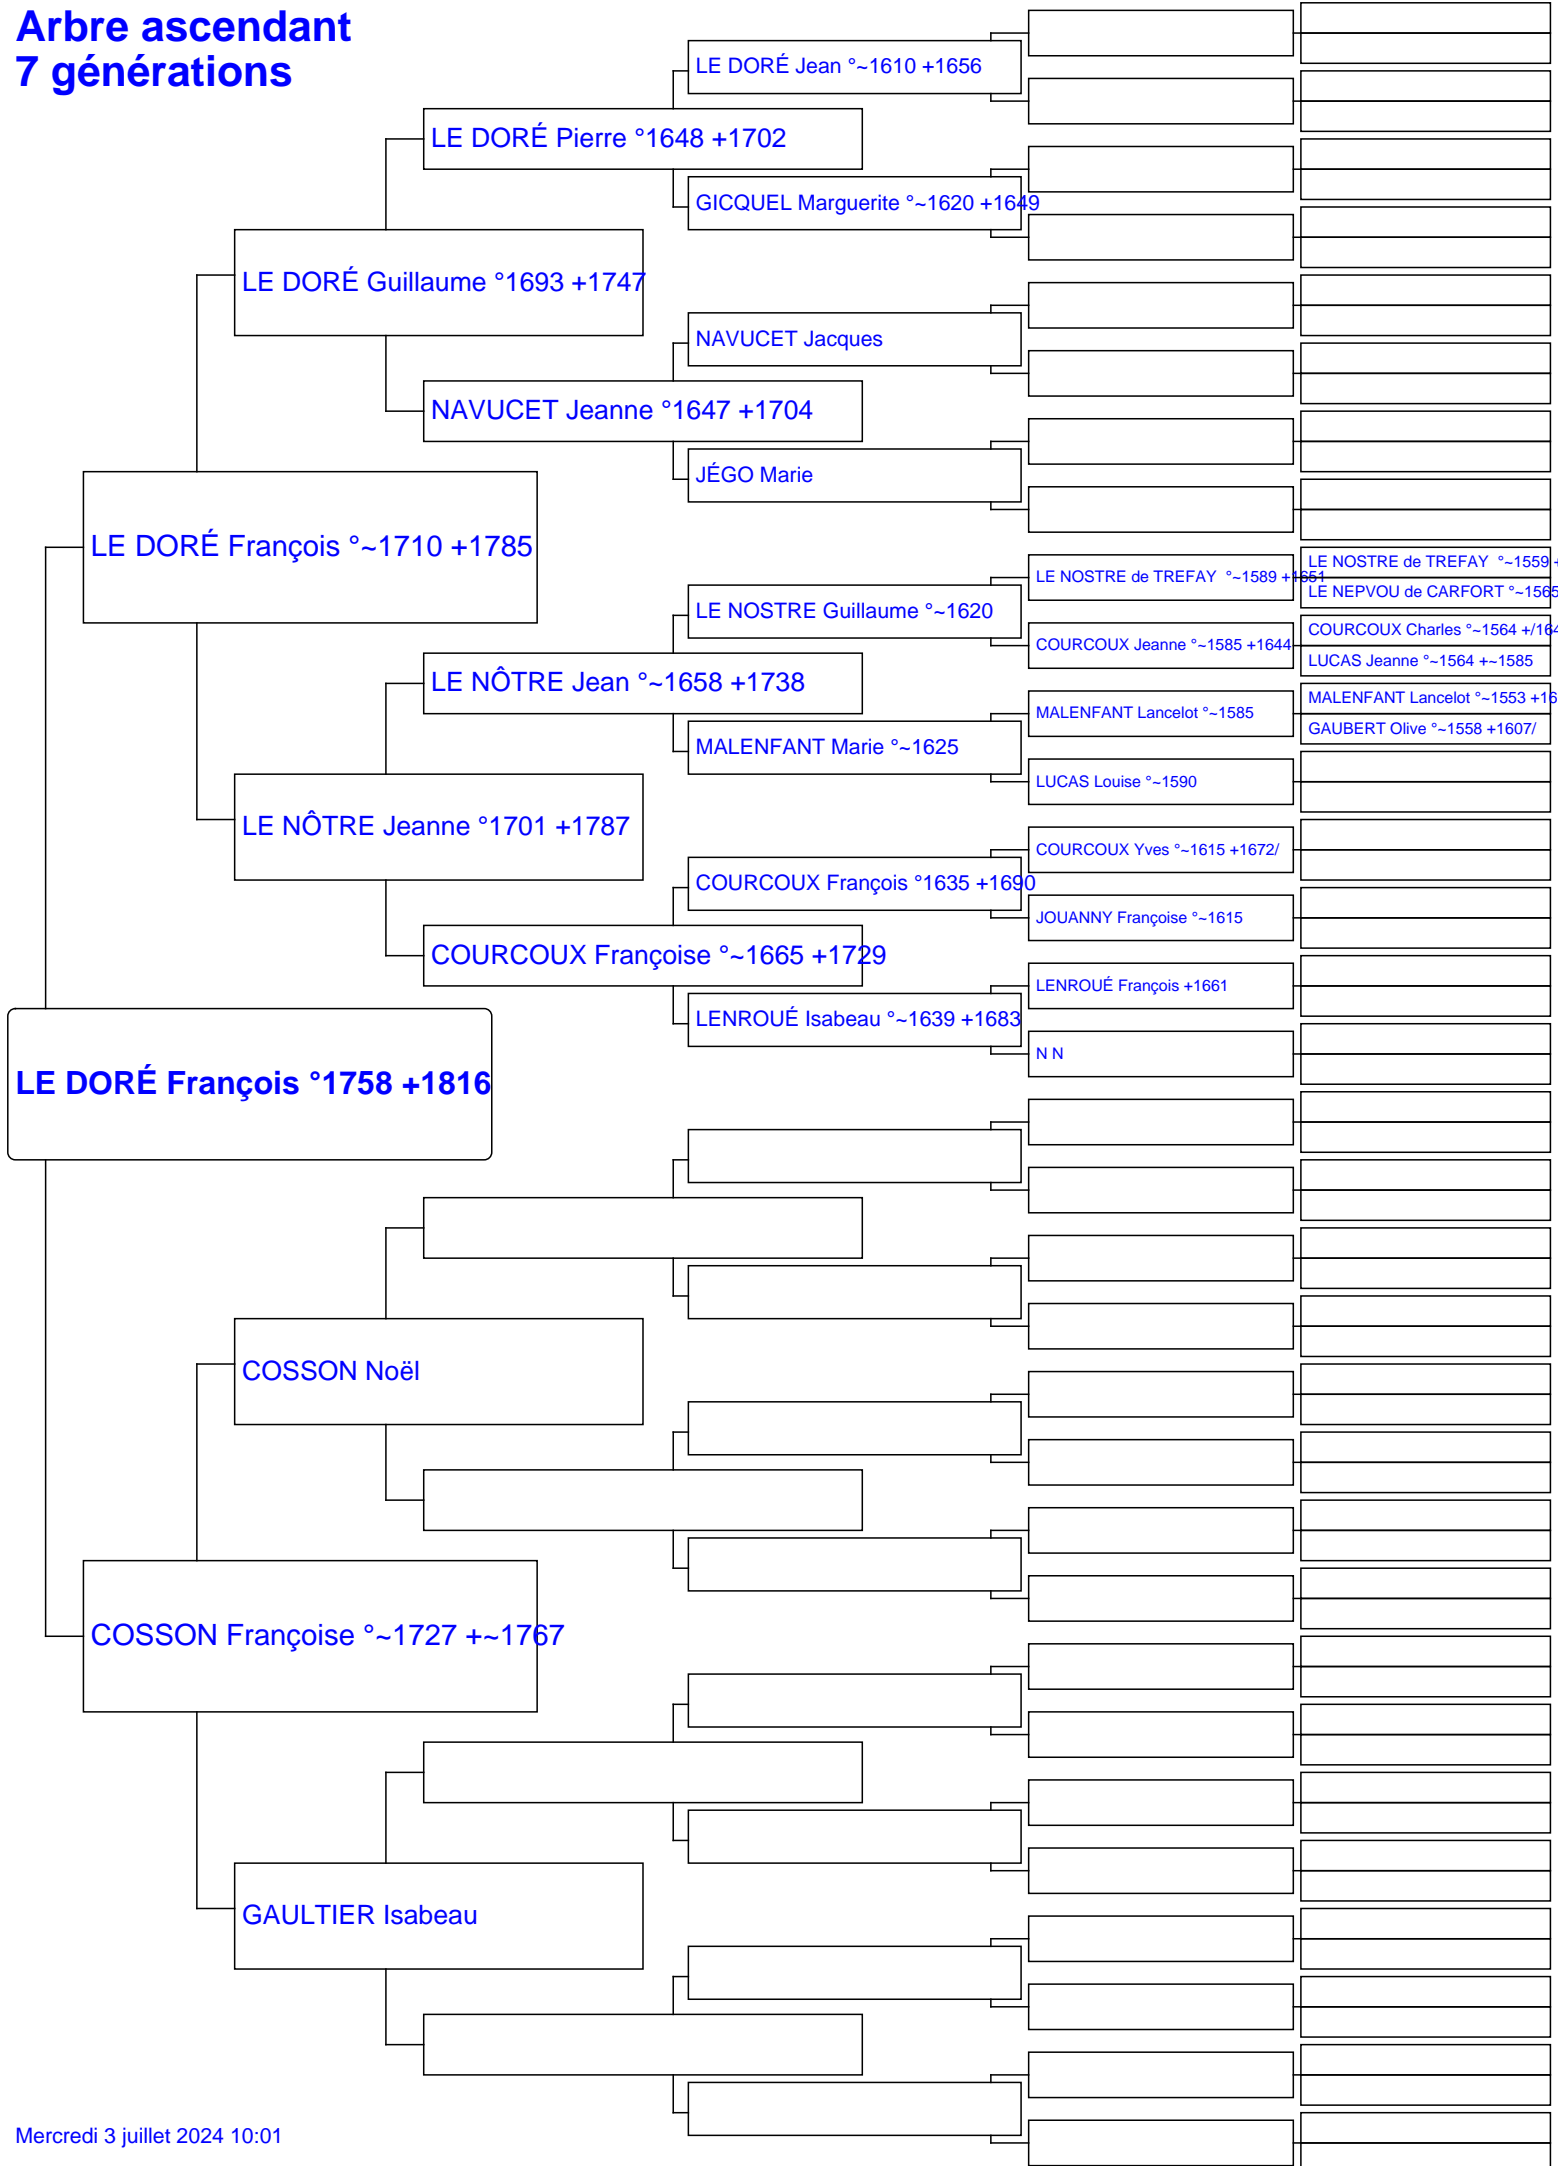 Arbre ascendant
7 générations
LE DORÉ Jean °~1610 +1656
LE DORÉ Pierre °1648 +1702
GICQUEL Marguerite °~1620 +1649
LE DORÉ Guillaume °1693 +1747
NAVUCET Jacques
NAVUCET Jeanne °1647 +1704
JÉGO Marie
LE DORÉ François °~1710 +1785
LE NOSTRE de TREFAY °~1559 +
LE NOSTRE de TREFAY °~1589 +1651
LE NEPVOU de CARFORT °~1565
LE NOSTRE Guillaume °~1620
COURCOUX Charles °~1564 +/164
COURCOUX Jeanne °~1585 +1644
LUCAS Jeanne °~1564 +~1585
LE NÔTRE Jean °~1658 +1738
MALENFANT Lancelot °~1553 +16
MALENFANT Lancelot °~1585
GAUBERT Olive °~1558 +1607/
MALENFANT Marie °~1625
LUCAS Louise °~1590
LE NÔTRE Jeanne °1701 +1787
COURCOUX Yves °~1615 +1672/
COURCOUX François °1635 +1690
JOUANNY Françoise °~1615
COURCOUX Françoise °~1665 +1729
LENROUÉ François +1661
LENROUÉ Isabeau °~1639 +1683
N N
LE DORÉ François °1758 +1816
COSSON Noël
COSSON Françoise °~1727 +~1767
GAULTIER Isabeau
Mercredi 3 juillet 2024 10:01